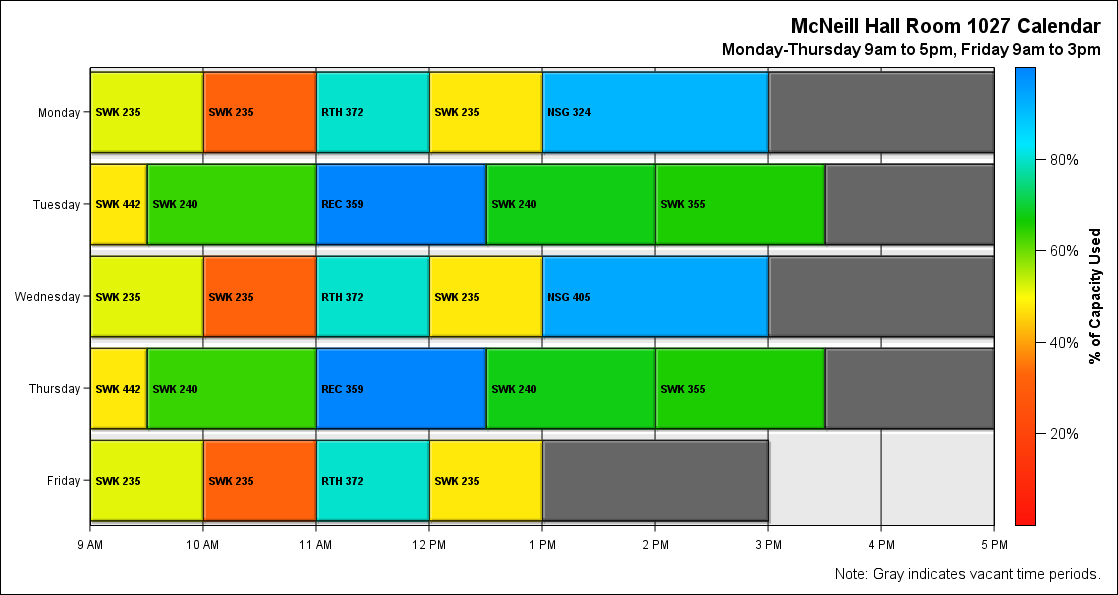 McNeill Hall Room 1027 Calendar
Monday-Thursday 9am to 5pm, Friday 9am to 3pm
Monday
SWK 235 SWK 235 RTH 372 SWK 235 NSG 324
Tuesday
SWK 442 SWK 240 REC 359 SWK 240 SWK 355
Wednesday
SWK 235 SWK 235 RTH 372 SWK 235 NSG 405
Thursday
SWK 442 SWK 240 REC 359 SWK 240 SWK 355
Friday
SWK 235 SWK 235 RTH 372 SWK 235
9 AM 10 AM 11 AM 12 PM 1 PM 2 PM 3 PM 4 PM 5 PM
80%
60%
40%
20%
% of Capacity Used
Note: Gray indicates vacant time periods.